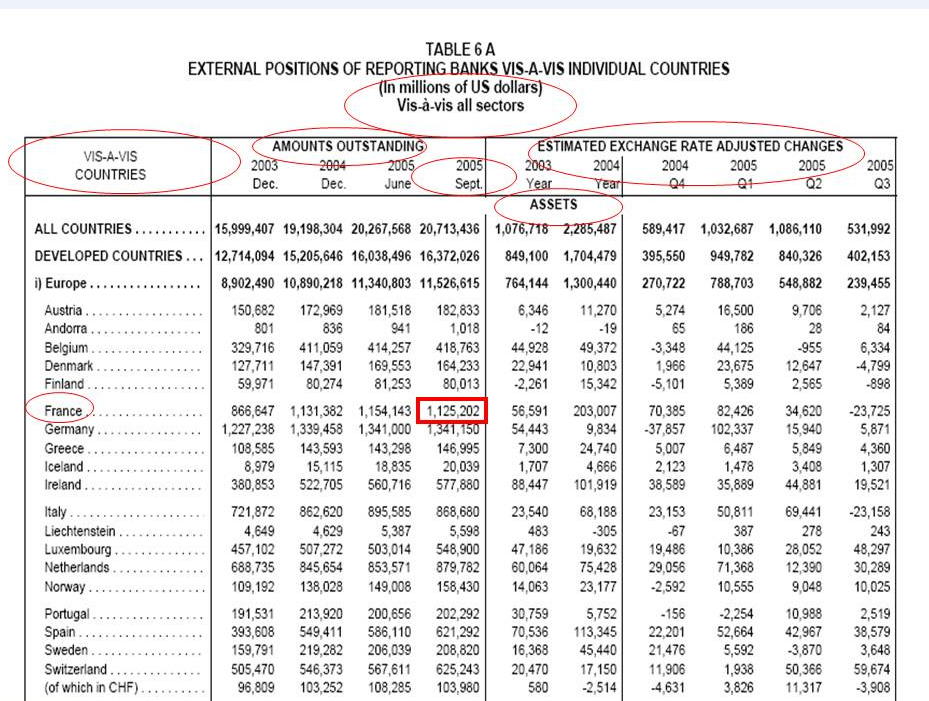 TABLE 6 A
EXTERNAL POSITIONS OF REPORTING BANKS VIS-A-VIS INDIVIDUAL COUNTRIES
(In millions of US dollars)
Vis-à-vis all sectors
VIS-A-VIS COUNTRIES AMOUNTS OUTSTANDING ESTIMATED EXCHANGE RATE ADJUSTED CHANGES
2003 2004 2005 2005 2003 2004 2004 2005 2005 2005
Dec. Dec. June Sept. Year Year Q4 Q1 Q2 Q3
ASSETS
ALL COUNTRIES ........... 15,999,407 19,198,304 20,267,568 20,713,436 1,076,718 2,285,487 589,417 1,032,687 1,086,110 531,992
DEVELOPED COUNTRIES ... 12,714,094 15,205,646 16,038,496 16,372,026 849,100 1,704,479 395,550 949,782 840,326 402,153
i) Europe ................. 8,902,490 10,890,218 11,340,803 11,526,615 764,144 1,300,440 270,722 788,703 548,882 239,455
Austria .................. 150,682 172,969 181,518 182,833 6,346 11,270 5,274 16,500 9,706 2,127
Andorra ................. 801 836 941 1,018 -12 -19 65 186 28 84
Belgium ................. 329,716 411,059 414,257 418,763 44,928 49,372 -3,348 44,125 -955 6,334
Denmark ................ 127,711 147,391 169,553 164,233 22,941 10,803 1,966 23,675 12,647 -4,799
Finland .................. 59,971 80,274 81,253 80,013 -2,261 15,342 -5,101 5,389 2,565 -898
France .................. 866,647 1,131,382 1,154,143 1,125,202 56,591 203,007 70,385 82,426 34,620 -23,725
Germany ................ 1,227,238 1,339,458 1,341,000 1,341,150 54,443 9,834 -37,857 102,337 15,940 5,871
Greece .................. 108,585 143,593 143,298 146,995 7,300 24,740 5,007 6,487 5,849 4,360
Iceland .................. 8,979 15,115 18,835 20,039 1,707 4,666 2,123 1,478 3,408 1,307
Ireland .................. 380,853 522,705 560,716 577,880 88,447 101,919 38,589 35,889 44,881 19,521
Italy .................... 721,872 862,620 895,585 868,680 23,540 68,188 23,153 50,811 69,441 -23,158
Liechtenstein ............. 4,649 4,629 5,387 5,598 483 -305 -67 387 278 243
Luxembourg .............. 457,102 507,272 503,014 548,900 47,186 19,632 19,486 10,386 28,052 48,297
Netherlands .............. 688,735 845,654 853,571 879,782 60,064 75,428 29,056 71,368 12,390 30,289
Norway .................. 109,192 138,028 149,008 158,430 14,063 23,177 -2,592 10,555 9,048 10,025
Portugal ................. 191,531 213,920 200,656 202,292 30,759 5,752 -156 -2,254 10,988 2,519
Spain ................... 393,608 549,411 586,110 621,292 70,536 113,345 22,201 52,664 42,967 38,579
Sweden ................. 159,791 219,282 206,039 208,820 16,368 45,440 21,476 5,592 -3,870 3,648
Switzerland .............. 505,470 546,373 567,611 625,243 20,470 17,150 11,906 1,938 50,366 59,674
(of which in CHF) .......... 96,809 103,252 108,285 103,980 580 -2,514 -4,631 3,826 11,317 -3,908